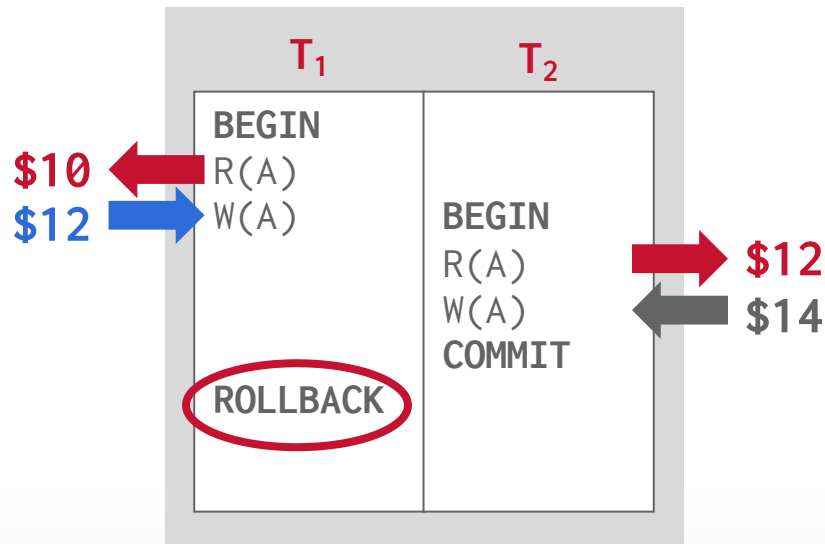 T₁ T₂
BEGIN
$10 R(A)
$12 W(A) BEGIN
R(A) $12
W(A) $14
COMMIT
ROLLBACK